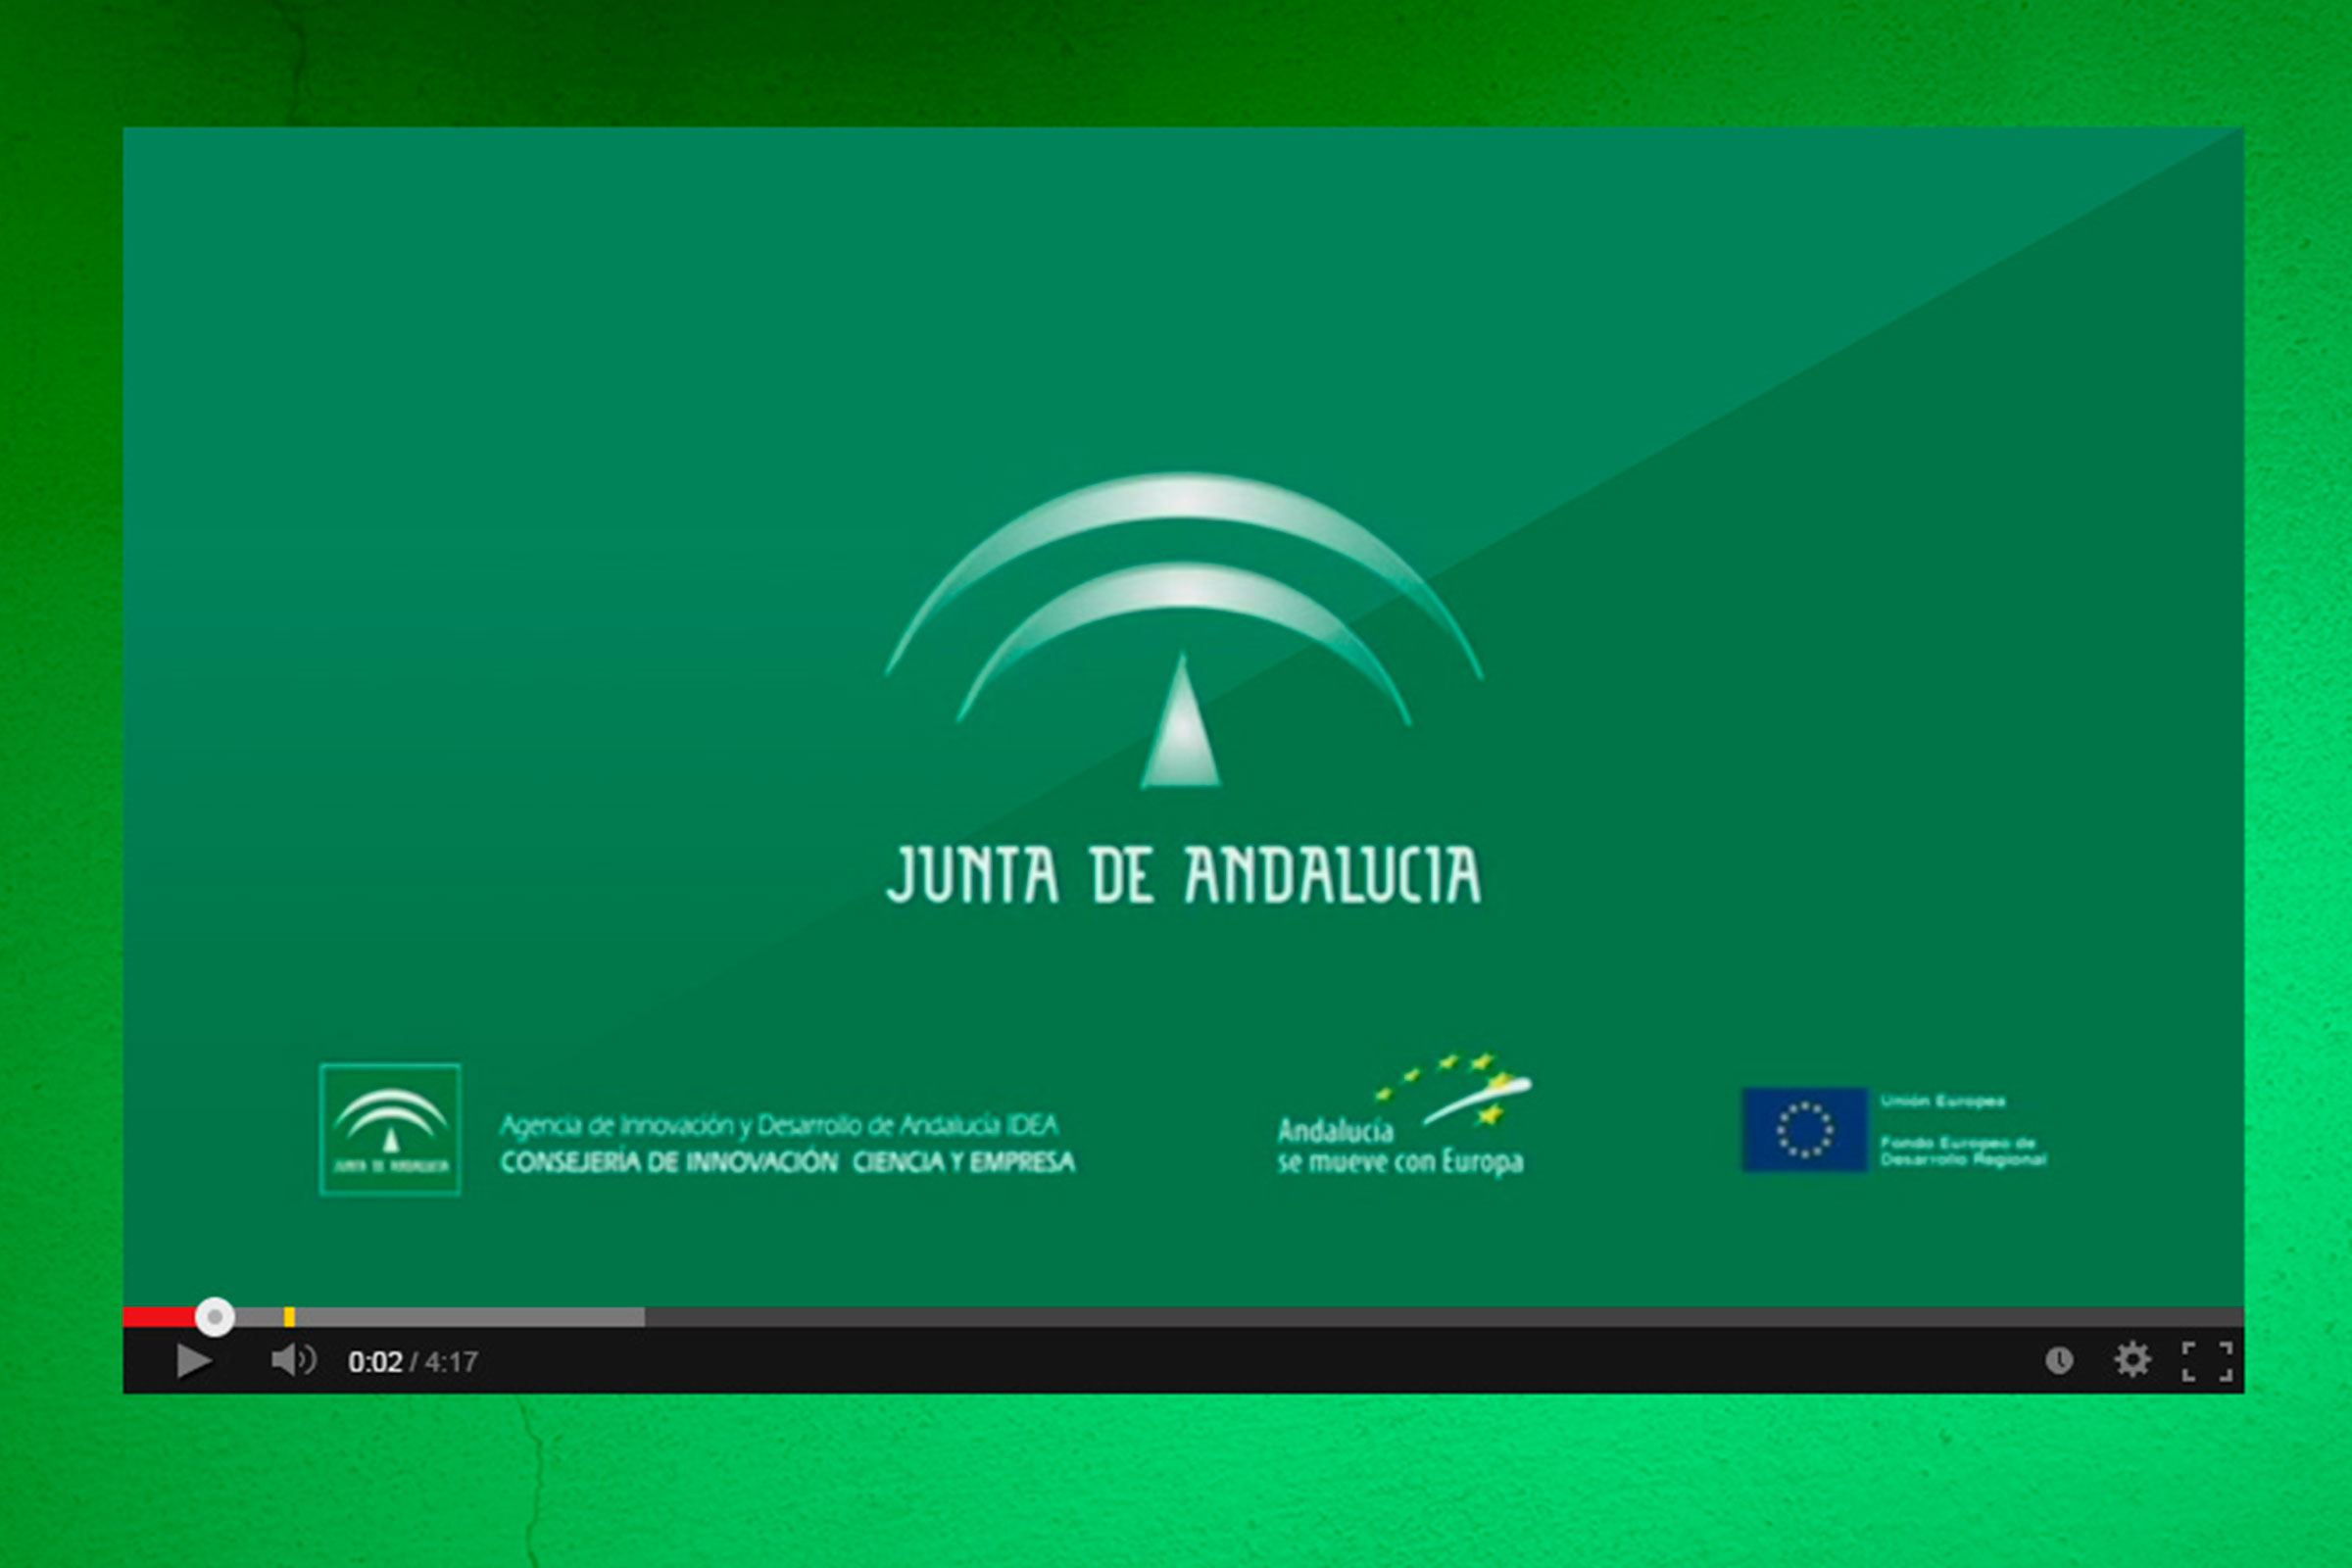 JUNTA DE ANDALUCIA
JUNTA DE ANDALUCIA
Agencia de Innovación y Desarrollo de Andalucía IDEA
CONSEJERÍA DE INNOVACIÓN CIENCIA Y EMPRESA
Andalucía
se mueve con Europa
Unión Europea
Fondo Europeo de
Desarrollo Regional
0:02 / 4:17